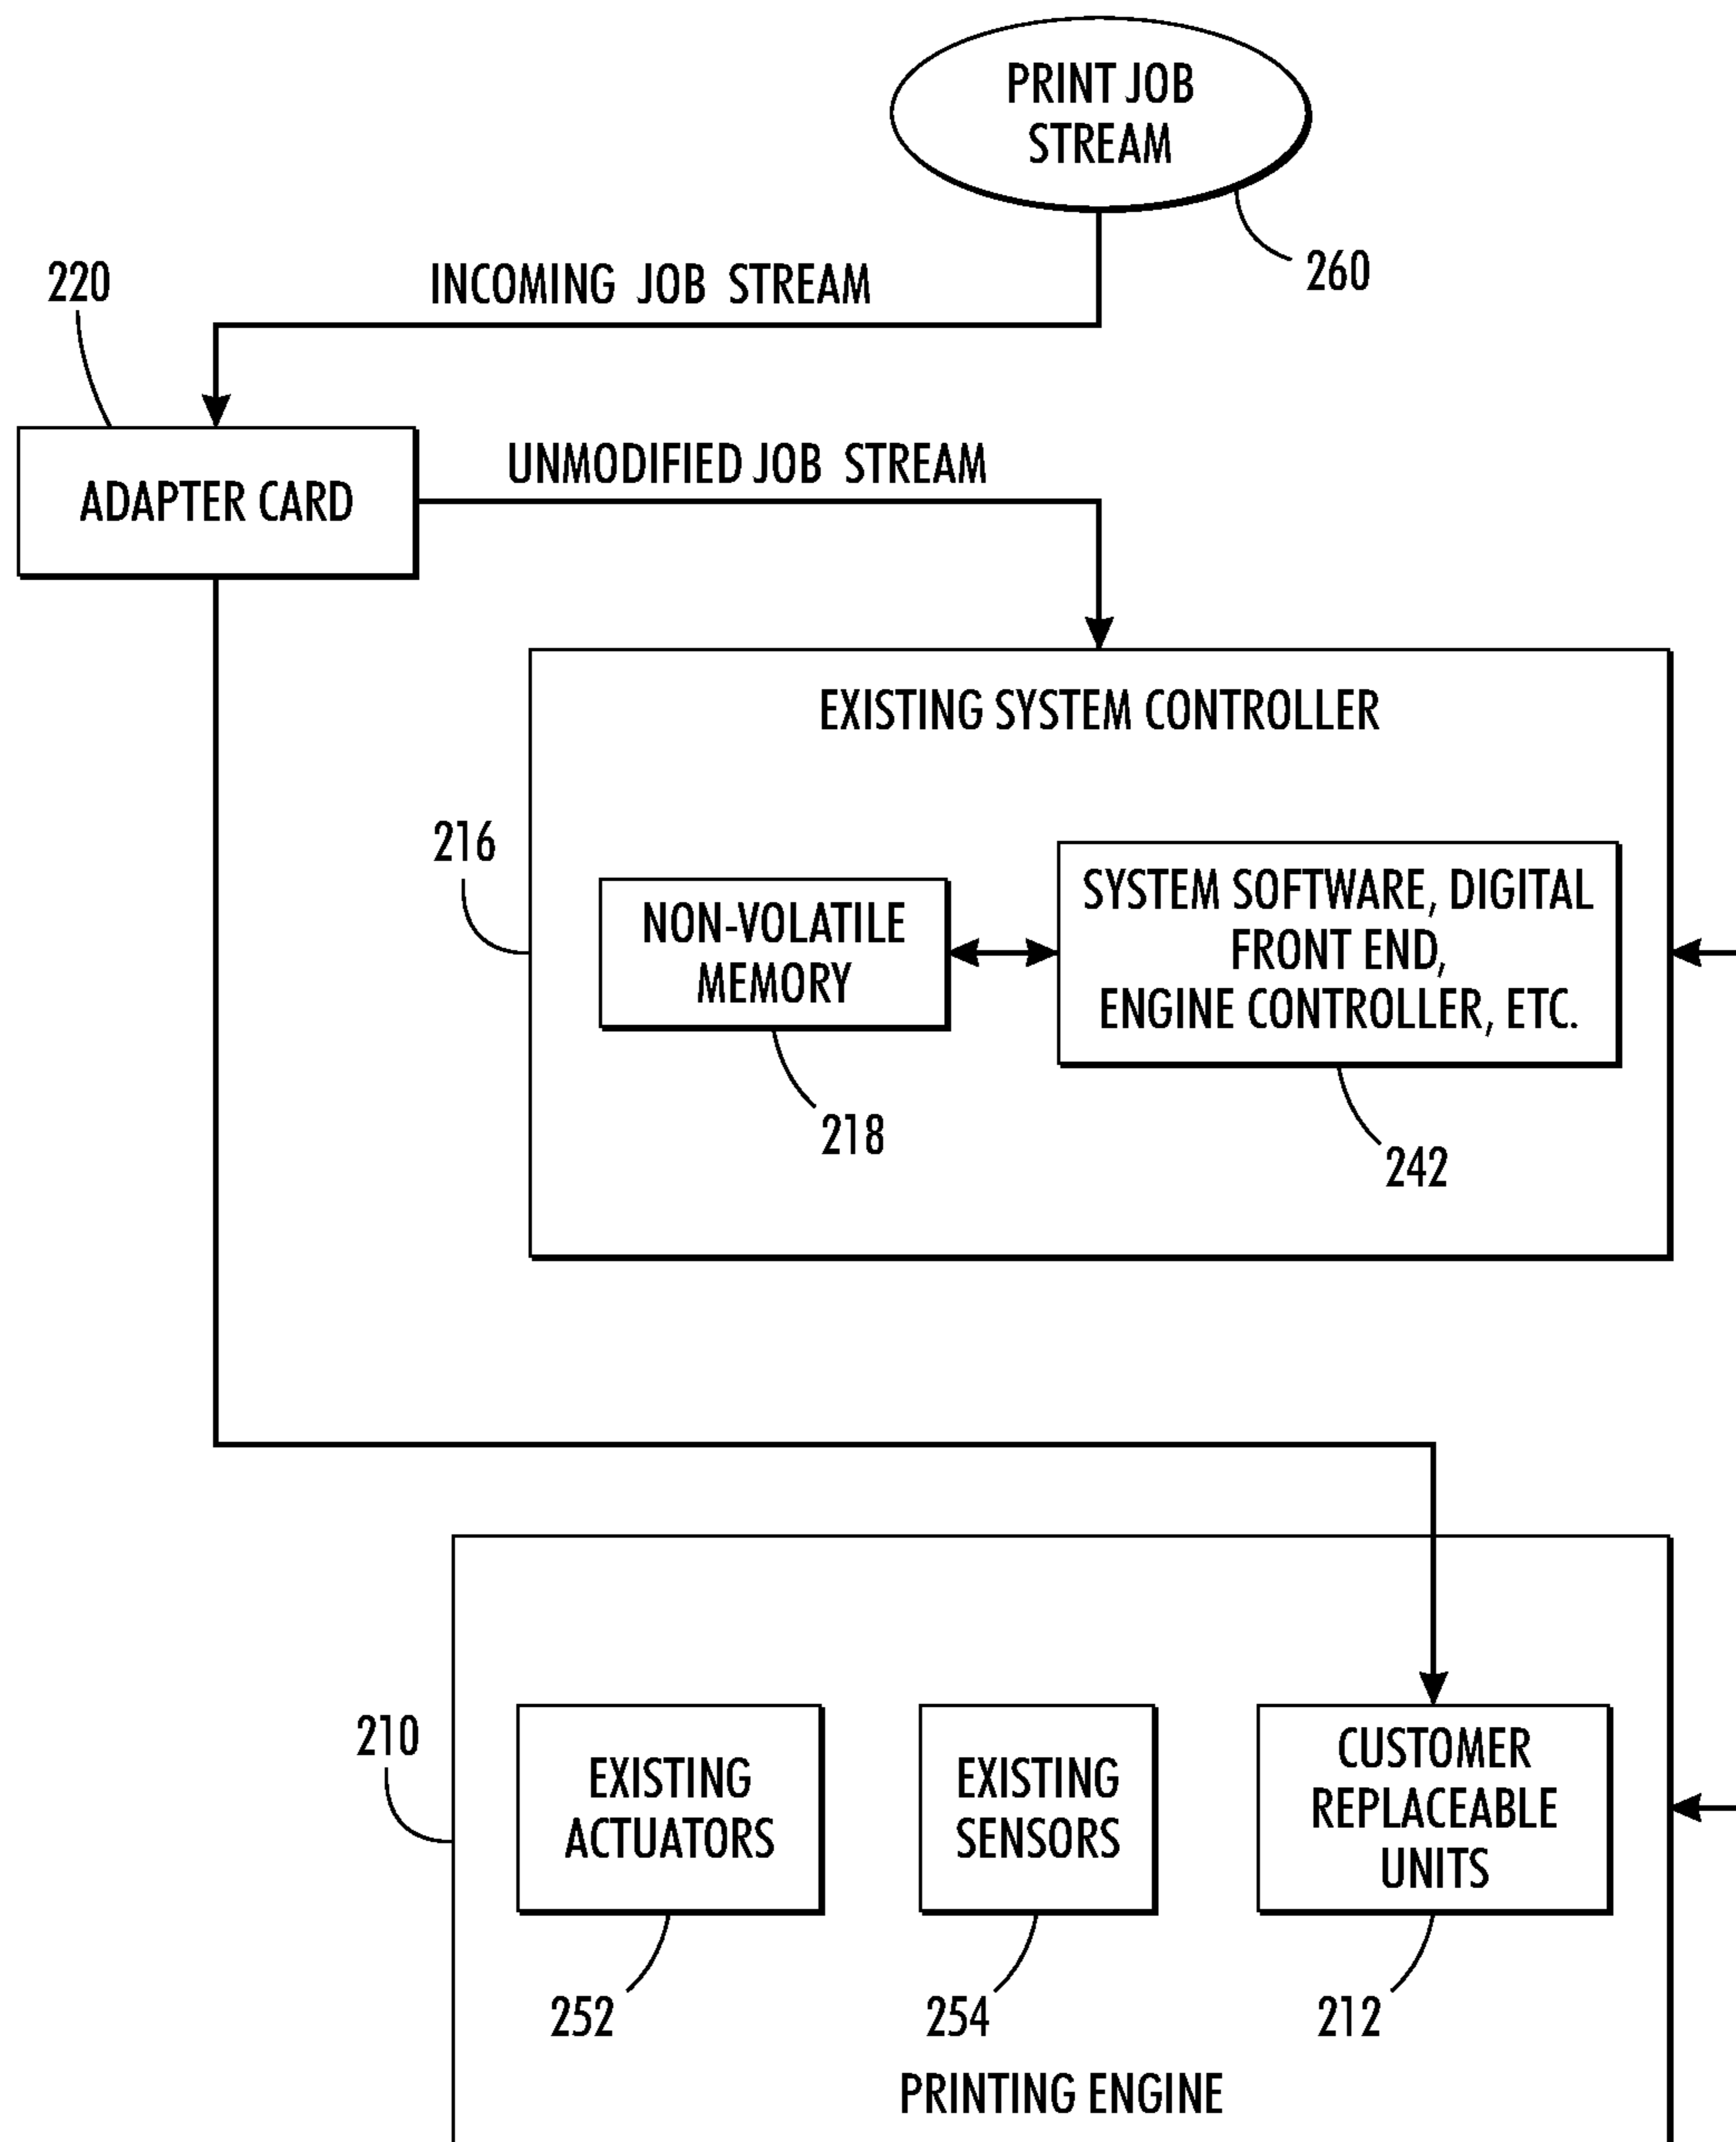 PRINT JOB
STREAM
260
INCOMING JOB STREAM
220
UNMODIFIED JOB STREAM
ADAPTER CARD
EXISTING SYSTEM CONTROLLER
216
NON-VOLATILE
MEMORY
SYSTEM SOFTWARE, DIGITAL
FRONT END,
ENGINE CONTROLLER, ETC.
218
242
210
EXISTING
ACTUATORS
EXISTING
SENSORS
CUSTOMER
REPLACEABLE
UNITS
252
254
212
PRINTING ENGINE